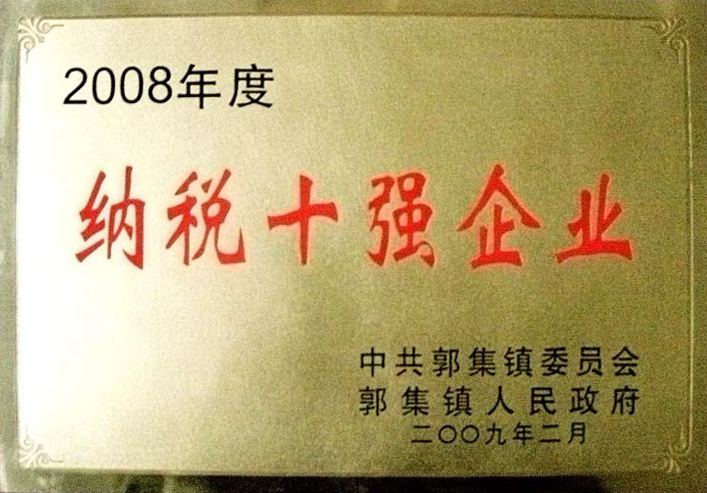 2008年度
纳税十强企业
中共郭集镇委员会
郭集镇人民政府
二〇〇九年二月